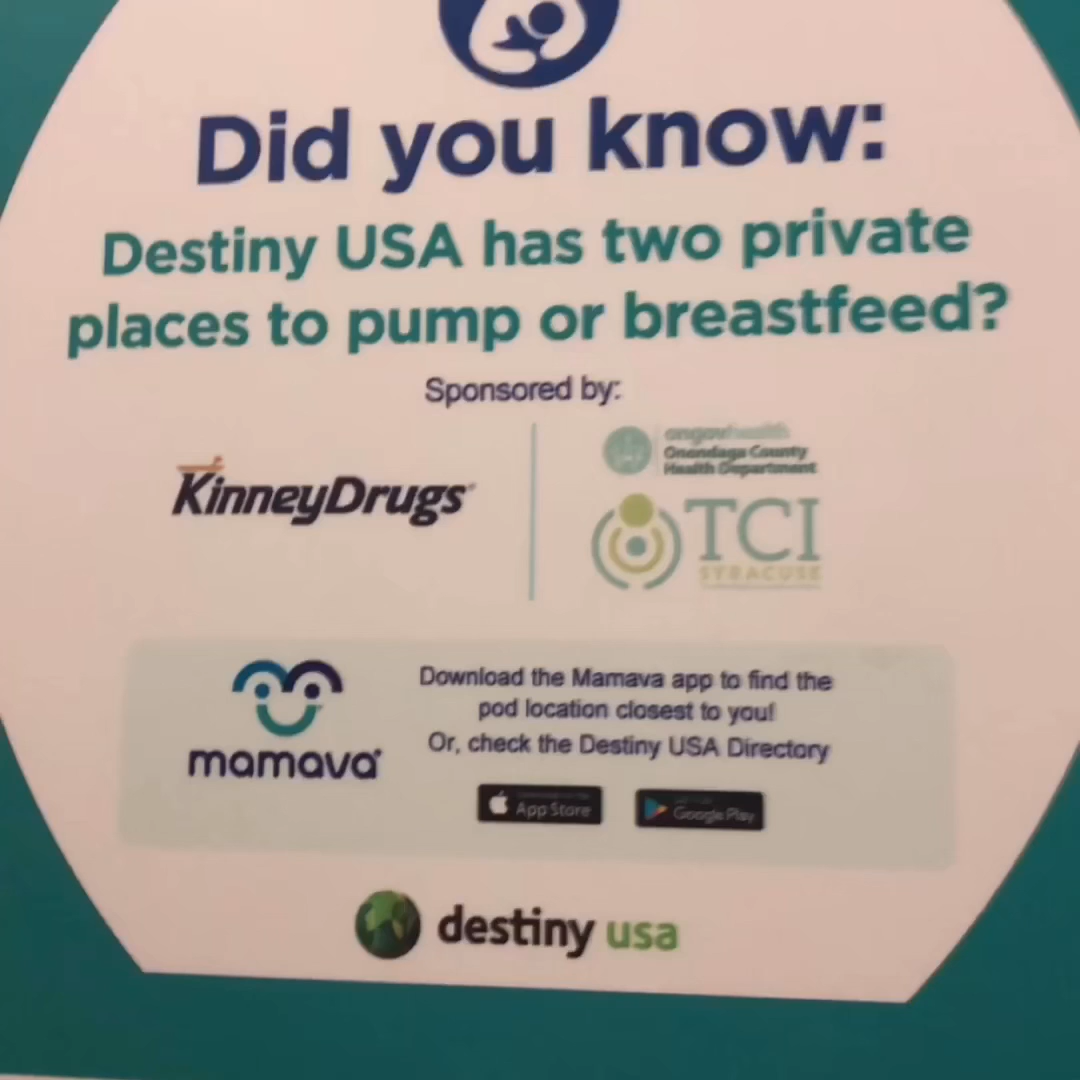 Did you know:
Destiny USA has two private
places to pump or breastfeed?
Sponsored by:
KinneyDrugs
ongovhealth
Onondaga County
Health Department
TCI
SYRACUSE
mamava
Download the Mamava app to find the
pod location closest to you!
Or, check the Destiny USA Directory
App Store
Google Play
destiny usa